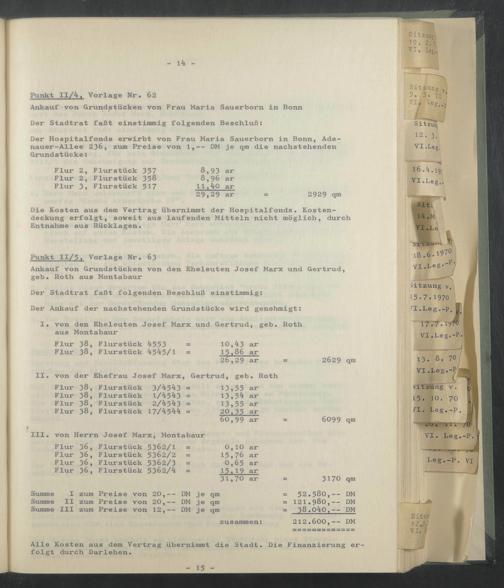 - 14 -
Punkt II/4, Vorlage Nr. 62
Ankauf von Grundstücken von Frau Maria Sauerborn in Bonn
Der Stadtrat faßt einstimmig folgenden Beschluß:
Der Hospitalfonds erwirbt von Frau Maria Sauerborn in Bonn, Ade-
nauer-Allee 236, zum Preise von 1,-- DM je qm die nachstehenden
Grundstücke:
Flur 2, Flurstück 357 8,93 ar
Flur 2, Flurstück 358 8,96 ar
Flur 3, Flurstück 517 11,40 ar
29,29 ar = 2929 qm
Die Kosten aus dem Vertrag übernimmt der Hospitalfonds. Kosten-
deckung erfolgt, soweit aus laufenden Mitteln nicht möglich, durch
Entnahme aus Rücklagen.
Punkt II/5, Vorlage Nr. 63
Ankauf von Grundstücken von den Eheleuten Josef Marx und Gertrud,
geb. Roth aus Montabaur
Der Stadtrat faßt folgenden Beschluß einstimmig:
Der Ankauf der nachstehenden Grundstücke wird genehmigt:
I. von den Eheleuten Josef Marx und Gertrud, geb. Roth
aus Montabaur
Flur 38, Flurstück 4553 = 10,43 ar
Flur 38, Flurstück 4545/1 = 15,86 ar
26,29 ar = 2629 qm
II. von der Ehefrau Josef Marx, Gertrud, geb. Roth
Flur 38, Flurstück 3/4543 = 13,55 ar
Flur 38, Flurstück 1/4543 = 13,54 ar
Flur 38, Flurstück 2/4543 = 13,55 ar
Flur 38, Flurstück 17/4544 = 20,35 ar
60,99 ar = 6099 qm
III. von Herrn Josef Marx, Montabaur
Flur 36, Flurstück 5362/1 = 0,10 ar
Flur 36, Flurstück 5362/2 = 15,76 ar
Flur 36, Flurstück 5362/3 = 0,65 ar
Flur 36, Flurstück 5362/4 = 15,19 ar
31,70 ar = 3170 qm
Summe I zum Preise von 20,-- DM je qm = 52.580,-- DM
Summe II zum Preise von 20,-- DM je qm = 121.980,-- DM
Summe III zum Preise von 12,-- DM je qm = 38.040,-- DM
zusammen: 212.600,-- DM
=============
Alle Kosten aus dem Vertrag übernimmt die Stadt. Die Finanzierung er-
folgt durch Darlehen.
- 15 -
12. 3.
VI.Leg.
16.4.19
VI.Leg.
18.6.1970
VI.Leg.-P.
Sitzung v.
15.7.1970
VI.Leg.-P.
13. 8. 70
VI.Leg.-P
Sitzung v.
15. 10. 70
VI. Leg.-P.
VI. Leg.-P.
Leg.-P. VI